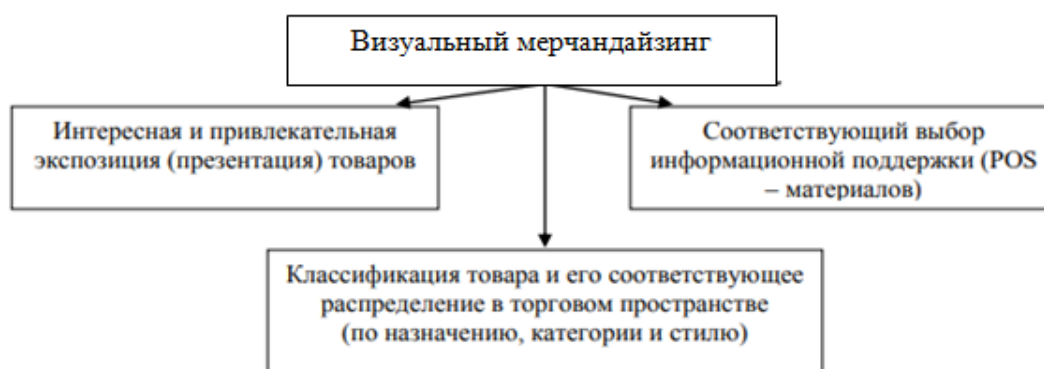 Визуальный мерчандайзинг
Интересная и привлекательная
экспозиция (презентация) товаров
Соответствующий выбор
информационной поддержки (POS
– материалов)
Классификация товара и его соответствующее
распределение в торговом пространстве
(по назначению, категории и стилю)